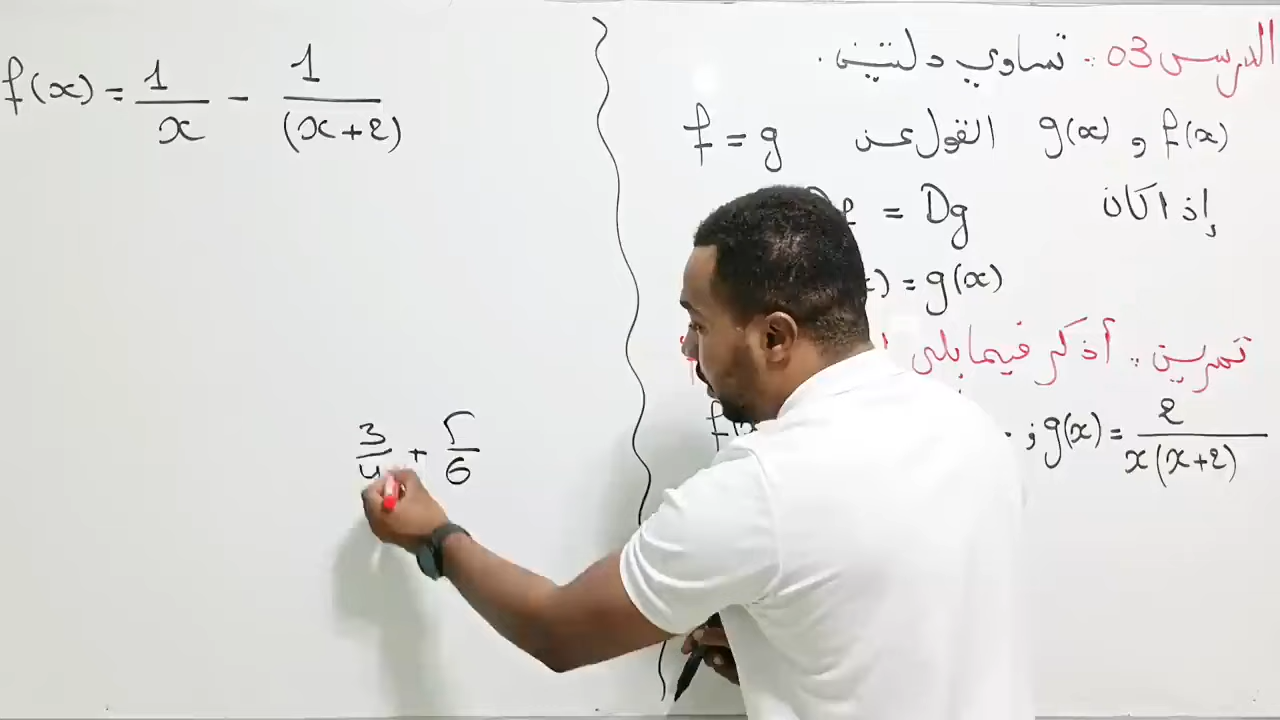 الدرس 03 : تساوي دلتين .
f(x) و g(x) القول عن f = g
إذا كان = Dg
) = g(x)
تمرين : أذكر فيما يلي
; g(x) = 2 / x(x+2)
f(x) = 1/x - 1/(x+2)
3/4 + 5/6